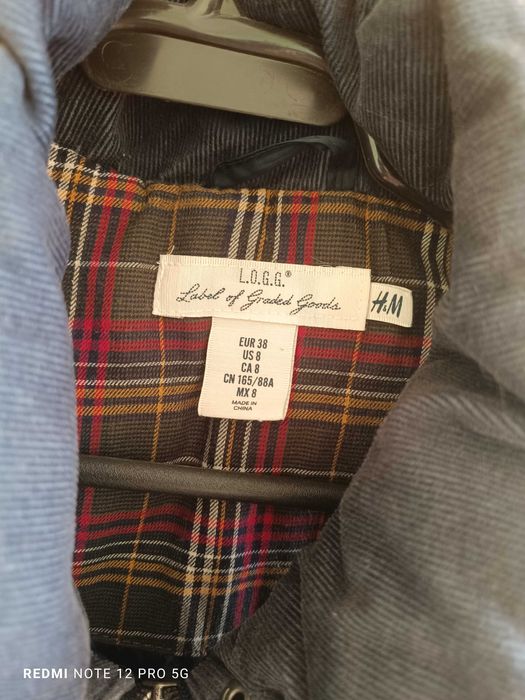 L.O.G.G.®
Label of Graded Goods
H&M
EUR 38
US 8
CA 8
CN 165/88A
MX 8
MADE IN
CHINA
REDMI NOTE 12 PRO 5G